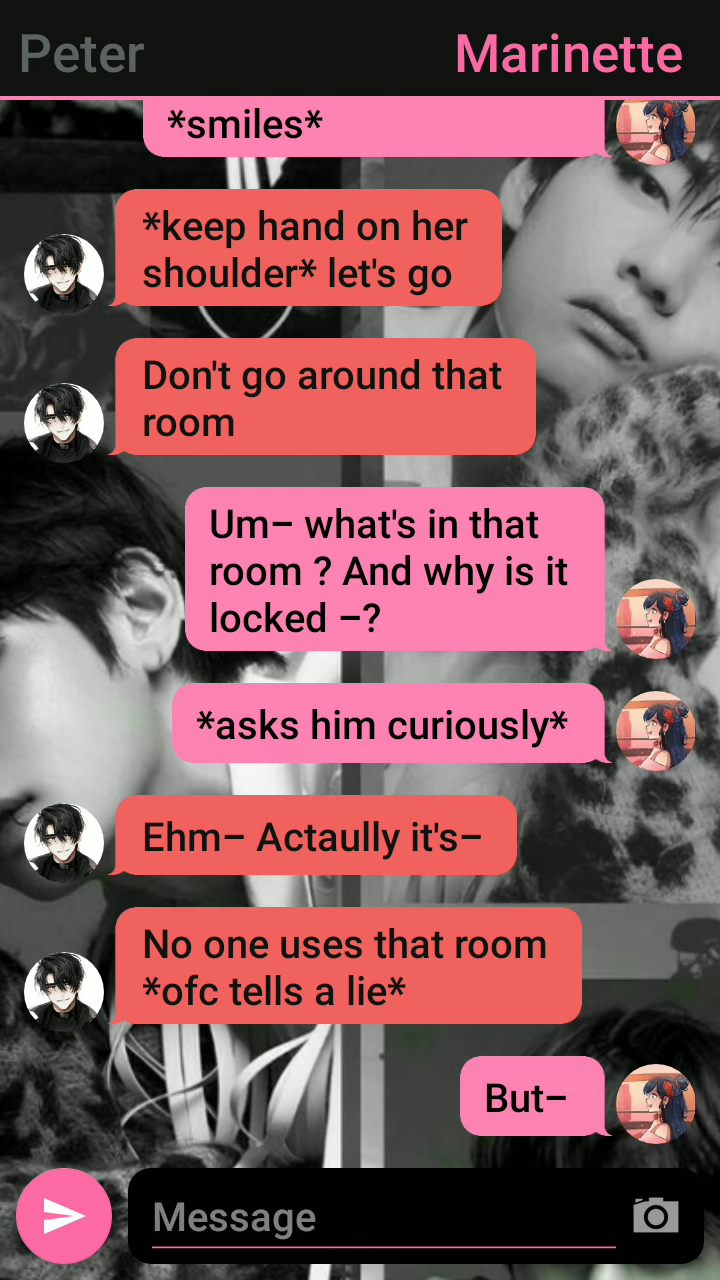 Peter
Marinette
*smiles*
*keep hand on her
shoulder* let's go
Don't go around that
room
Um– what's in that
room ? And why is it
locked –?
*asks him curiously*
Ehm– Actaully it's–
No one uses that room
*ofc tells a lie*
But–
Message